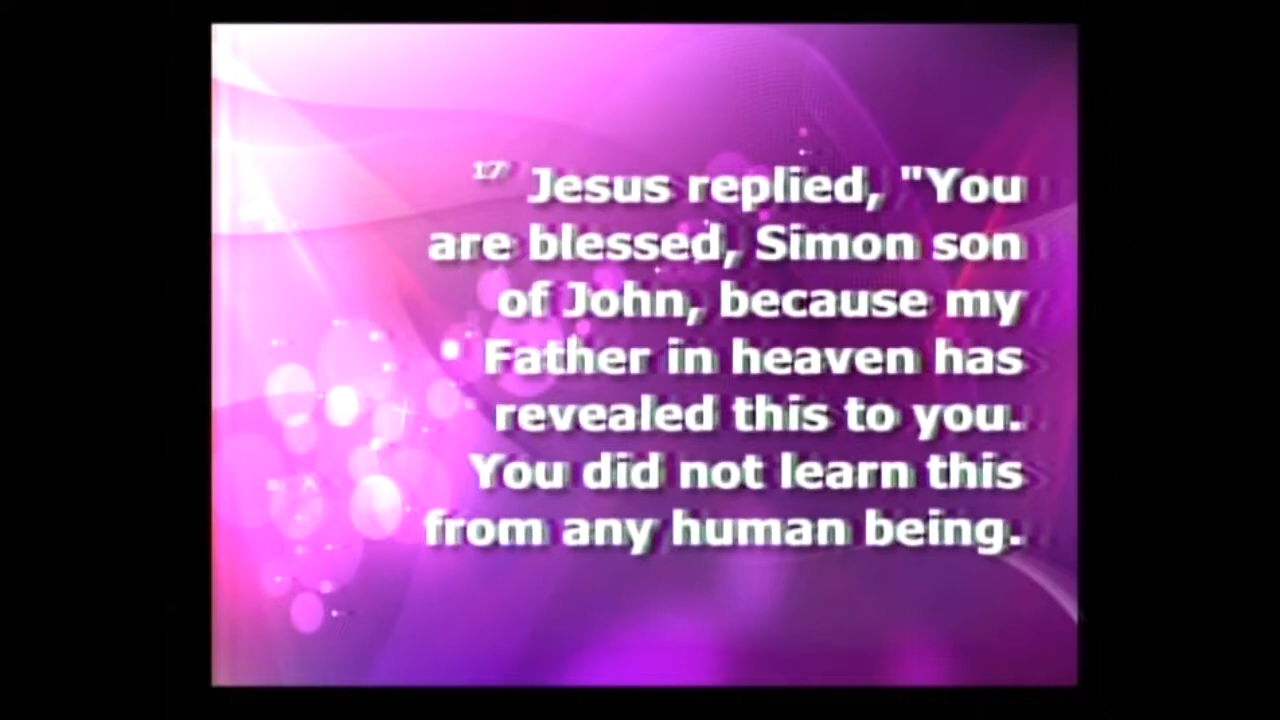 17 Jesus replied, "You
are blessed, Simon son
of John, because my
Father in heaven has
revealed this to you.
You did not learn this
from any human being.